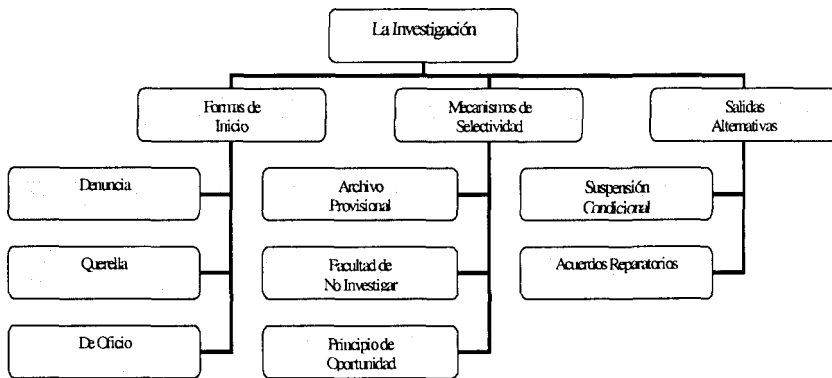 La Investigación
Formas de
Inicio
Mecanismos de
Selectividad
Salidas
Alternativas
Denuncia
Archivo
Provisional
Suspensión
Condicional
Querella
Facultad de
No Investigar
Acuerdos Reparatorios
De Oficio
Principio de
Oportunidad